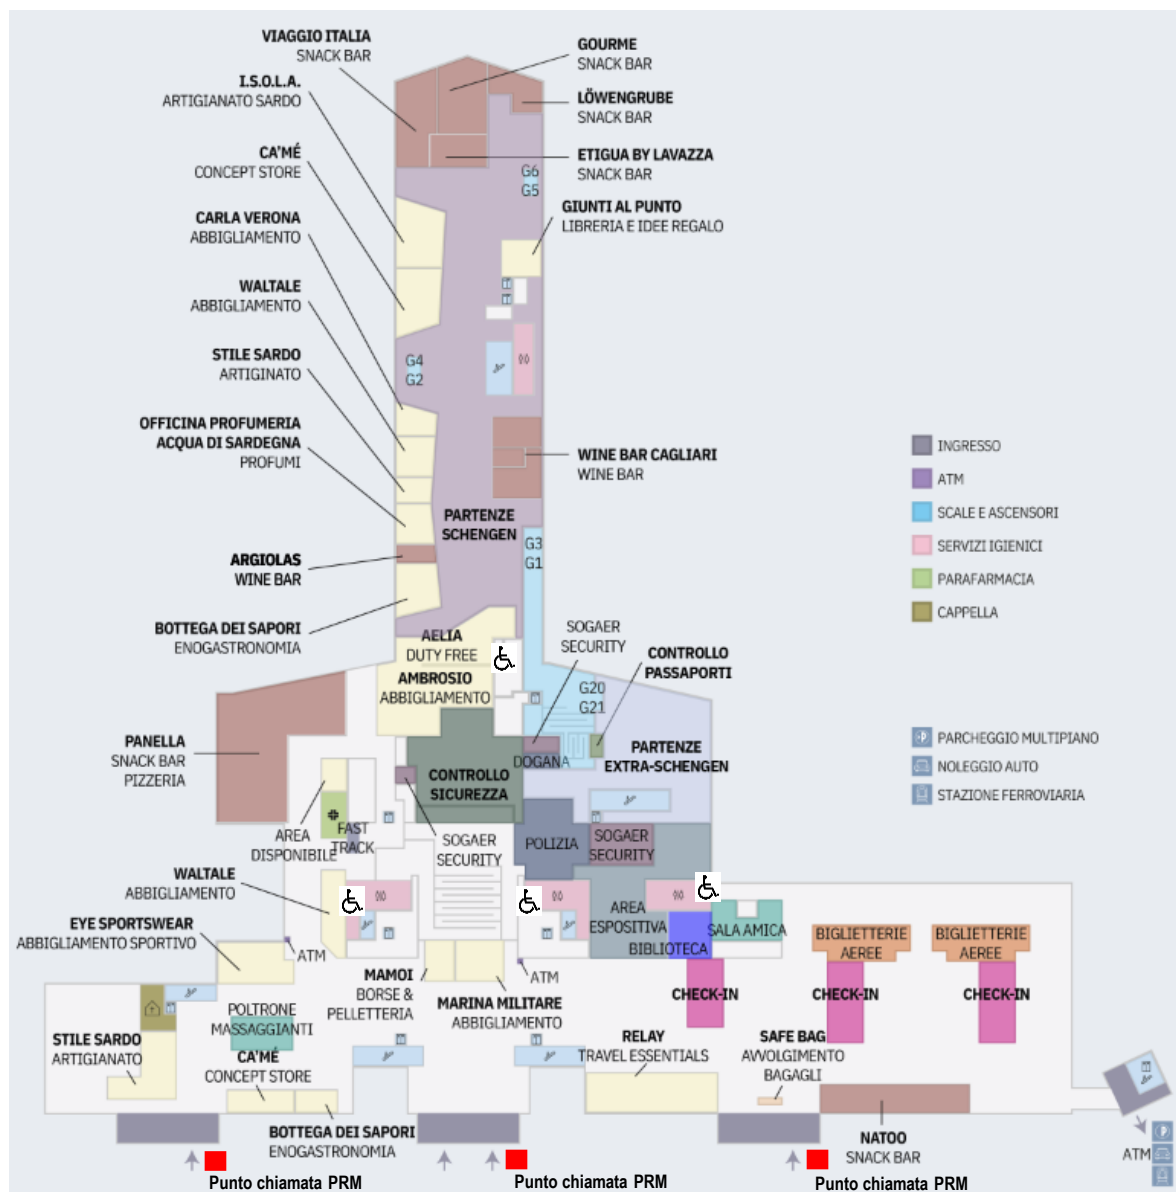 VIAGGIO ITALIA
SNACK BAR
GOURME
SNACK BAR
I.S.O.L.A.
ARTIGIANATO SARDO
LÖWENGRUBE
SNACK BAR
CA'MÉ
CONCEPT STORE
ETIGUA BY LAVAZZA
SNACK BAR
G6
G5
CARLA VERONA
ABBIGLIAMENTO
GIUNTI AL PUNTO
LIBRERIA E IDEE REGALO
WALTALE
ABBIGLIAMENTO
STILE SARDO
ARTIGINATO
G4
G2
OFFICINA PROFUMERIA
ACQUA DI SARDEGNA
PROFUMI
WINE BAR CAGLIARI
WINE BAR
PARTENZE
SCHENGEN
G3
G1
ARGIOLAS
WINE BAR
BOTTEGA DEI SAPORI
ENOGASTRONOMIA
AELIA
DUTY FREE
AMBROSIO
ABBIGLIAMENTO
SOGAER
SECURITY
CONTROLLO
PASSAPORTI
G20
G21
PANELLA
SNACK BAR
PIZZERIA
CONTROLLO
SICUREZZA
DOGANA
PARTENZE
EXTRA-SCHENGEN
AREA
DISPONIBILE
FAST
TRACK
SOGAER
SECURITY
POLIZIA
SOGAER
SECURITY
WALTALE
ABBIGLIAMENTO
EYE SPORTSWEAR
ABBIGLIAMENTO SPORTIVO
ATM
AREA
ESPOSITIVA
BIBLIOTECA
SALA AMICA
BIGLIETTERIE
AEREE
BIGLIETTERIE
AEREE
MAMOI
BORSE &
PELLETTERIA
ATM
MARINA MILITARE
ABBIGLIAMENTO
CHECK-IN
CHECK-IN
CHECK-IN
STILE SARDO
ARTIGIANATO
POLTRONE
MASSAGGIANTI
CA'MÉ
CONCEPT STORE
RELAY
TRAVEL ESSENTIALS
SAFE BAG
AVVOLGIMENTO
BAGAGLI
BOTTEGA DEI SAPORI
ENOGASTRONOMIA
NATOO
SNACK BAR
ATM
P
Punto chiamata PRM
Punto chiamata PRM
Punto chiamata PRM
INGRESSO
ATM
SCALE E ASCENSORI
SERVIZI IGIENICI
PARAFARMACIA
CAPPELLA
P
PARCHEGGIO MULTIPIANO
NOLEGGIO AUTO
STAZIONE FERROVIARIA